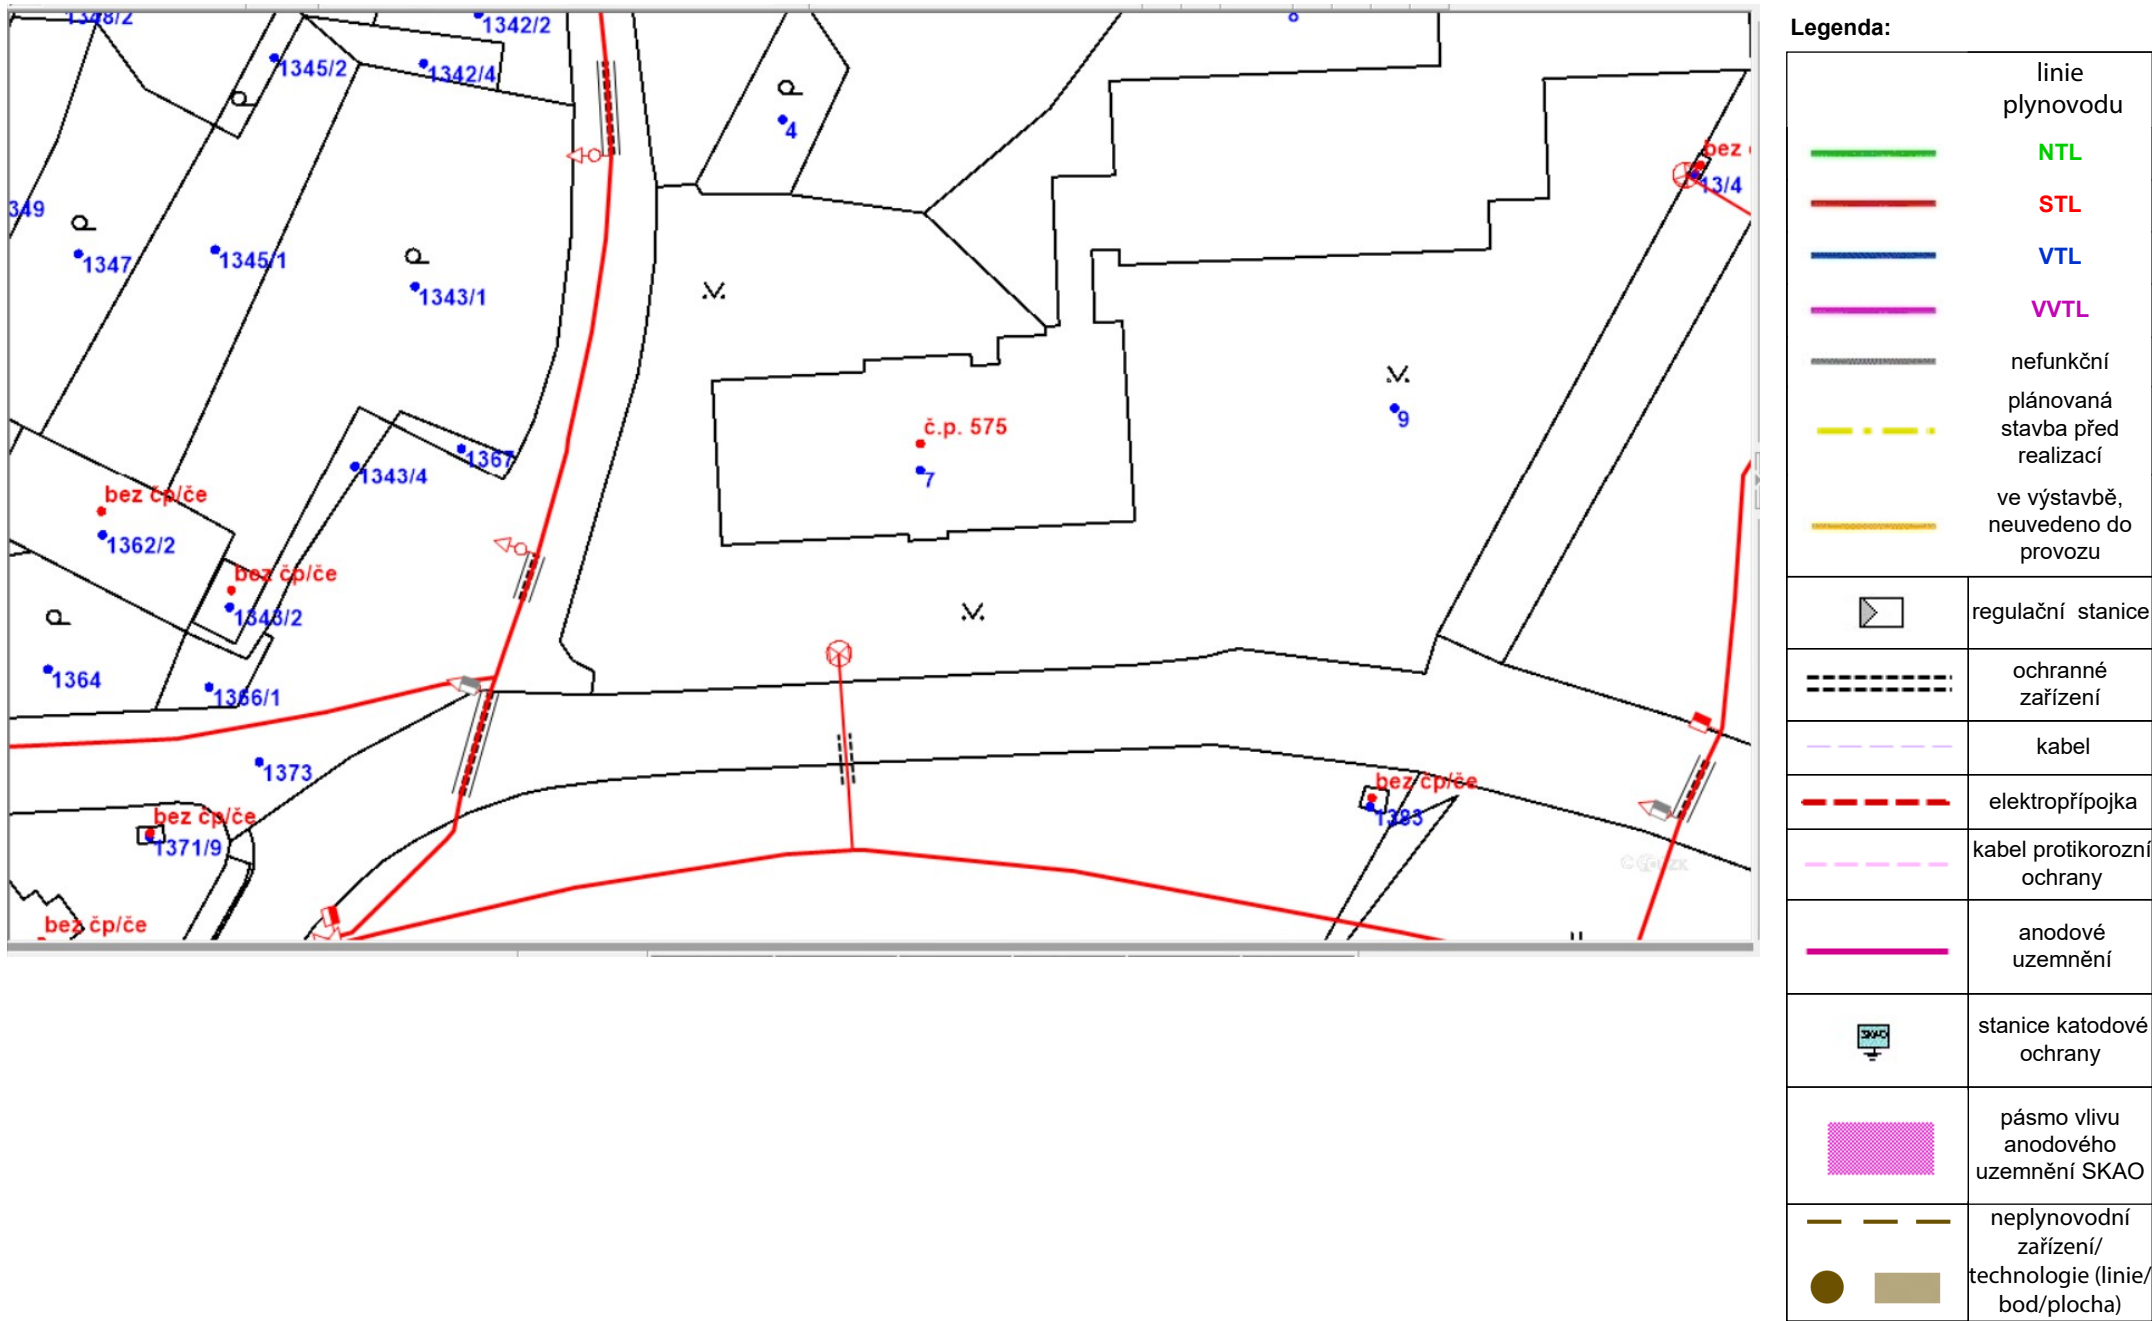 1348/2
1342/2
1345/2
1342/4
4
bez
13/4
349
1347
1345/1
1343/1
9
č.p. 575
7
1367
1343/4
bez čp/če
1362/2
bez čp/če
1343/2
1364
1366/1
1373
bez čp/če
1383
bez čp/če
1371/9
bez čp/če
Legenda:
linie
plynovodu
NTL
STL
VTL
VVTL
nefunkční
plánovaná
stavba před
realizací
ve výstavbě,
neuvedeno do
provozu
regulační stanice
ochranné
zařízení
kabel
elektropřípojka
kabel protikorozní
ochrany
anodové
uzemnění
SKAO
stanice katodové
ochrany
pásmo vlivu
anodového
uzemnění SKAO
neplynovodní
zařízení/
technologie (linie/
bod/plocha)